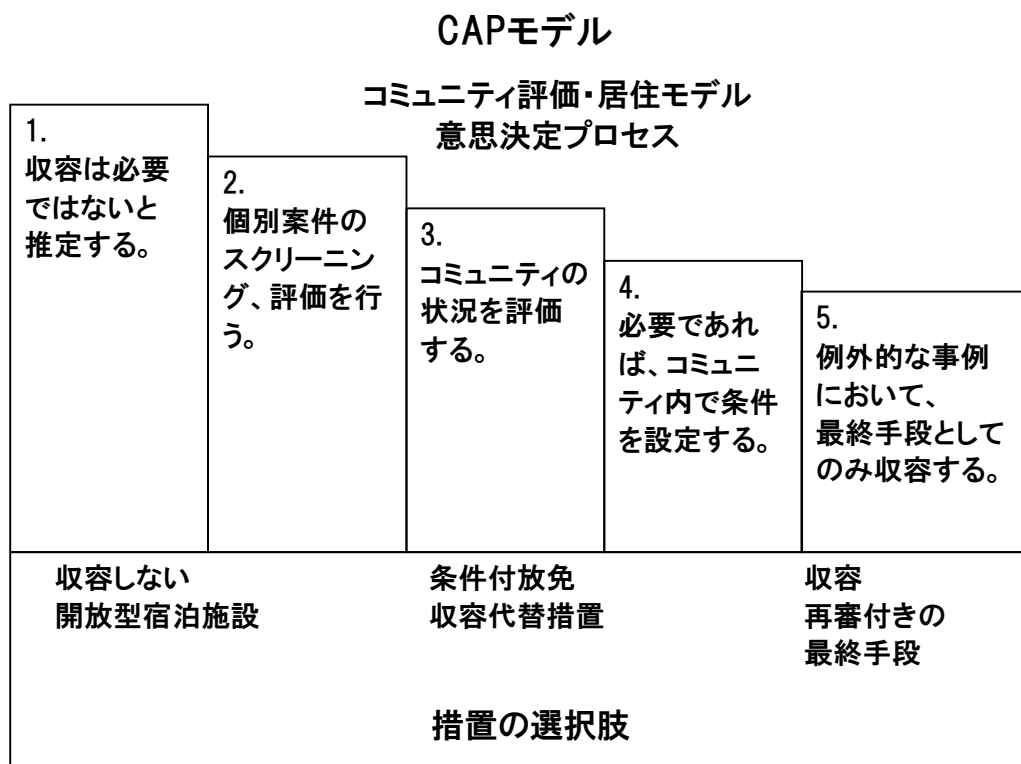 CAPモデル
コミュニティ評価・居住モデル
意思決定プロセス
1.
収容は必要
ではないと
推定する。
2.
個別案件の
スクリーニン
グ、評価を行
う。
3.
コミュニティの
状況を評価
する。
4.
必要であれ
ば、コミュニ
ティ内で条件
を設定する。
5.
例外的な事例
において、
最終手段として
のみ収容する。
収容しない
開放型宿泊施設
条件付放免
収容代替措置
収容
再審付きの
最終手段
措置の選択肢